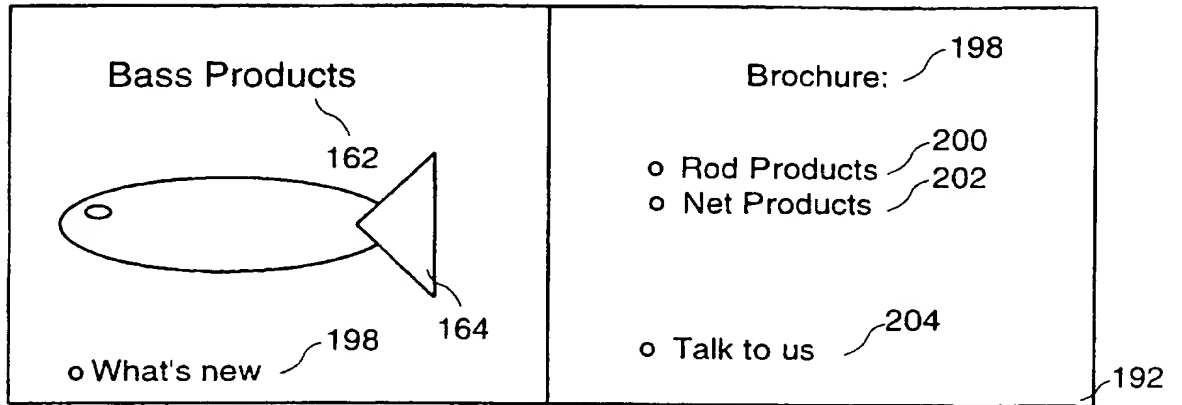 Bass Products
162
164
What's new 198
Brochure: 198
Rod Products 200
Net Products 202
Talk to us 204
192